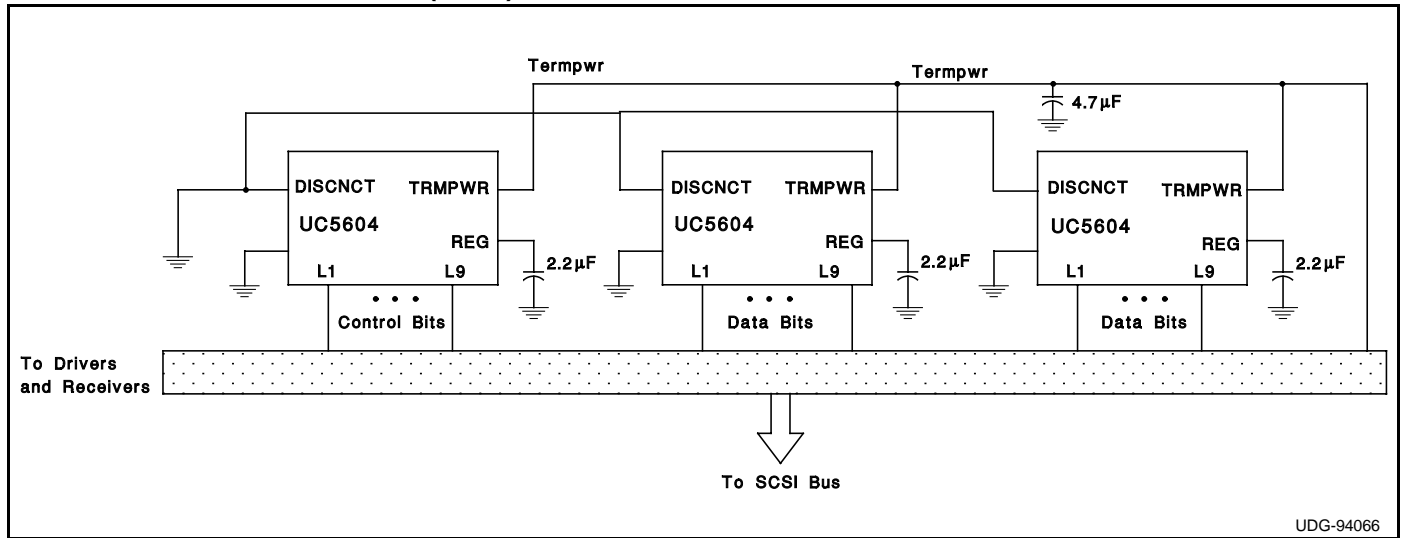 Termpwr
Termpwr
4.7µF
DISCNCT TRMPWR
UC5604
REG
L1 L9
2.2µF
DISCNCT TRMPWR
UC5604
REG
L1 L9
2.2µF
DISCNCT TRMPWR
UC5604
REG
L1 L9
2.2µF
Control Bits
Data Bits
Data Bits
To Drivers
and Receivers
To SCSI Bus
UDG-94066